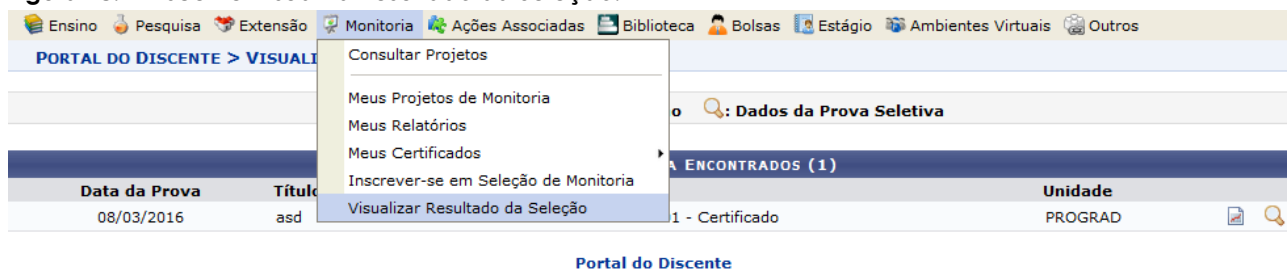 Ensino Pesquisa Extensão Monitoria Ações Associadas Biblioteca Bolsas Estágio Ambientes Virtuais Outros
PORTAL DO DISCENTE > VISUALI
Consultar Projetos
Meus Projetos de Monitoria
o : Dados da Prova Seletiva
Meus Relatórios
Meus Certificados
A ENCONTRADOS (1)
Inscrever-se em Seleção de Monitoria
Data da Prova Título Unidade
Visualizar Resultado da Seleção
08/03/2016 asd 1 - Certificado PROGRAD
Portal do Discente